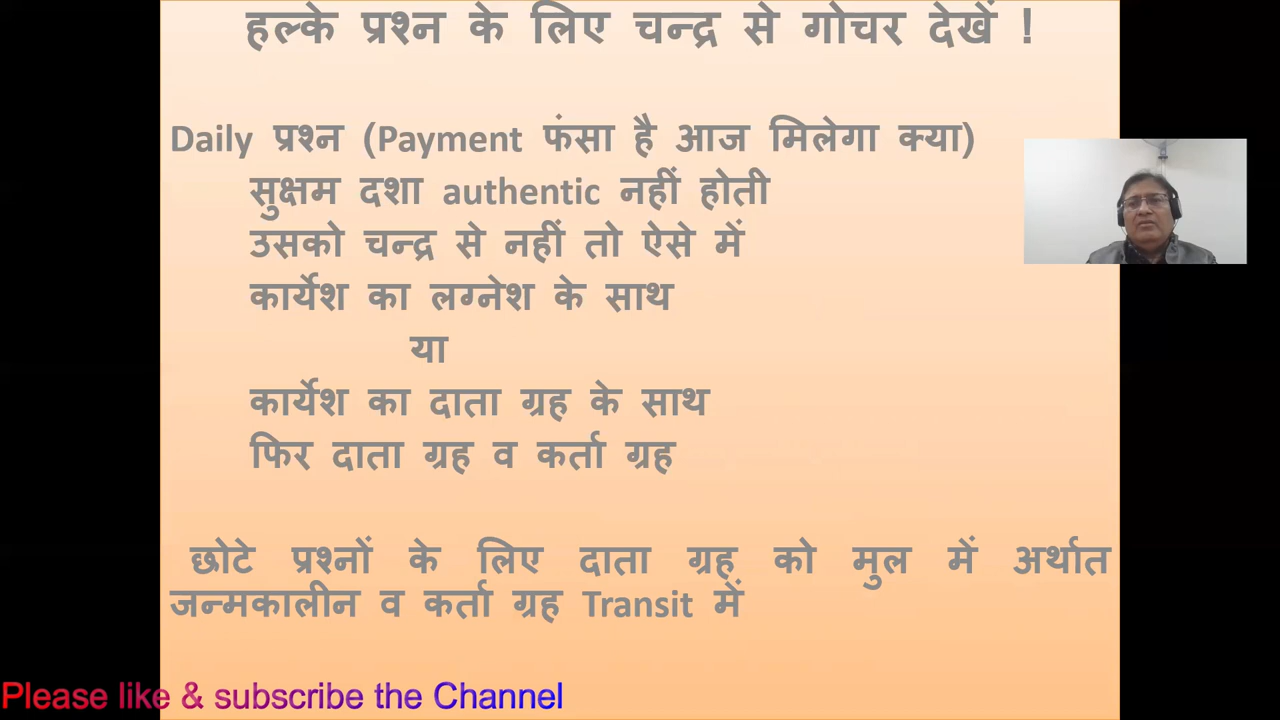 हल्के प्रश्न के लिए चन्द्र से गोचर देखें !
Daily प्रश्न (Payment फंसा है आज मिलेगा क्या)
सुक्षम दशा authentic नहीं होती
उसको चन्द्र से नहीं तो ऐसे में
कार्येश का लग्नेश के साथ
या
कार्येश का दाता ग्रह के साथ
फिर दाता ग्रह व कर्ता ग्रह
छोटे प्रश्नों के लिए दाता ग्रह को मुल में अर्थात
जन्मकालीन व कर्ता ग्रह Transit में
Please like & subscribe the Channel